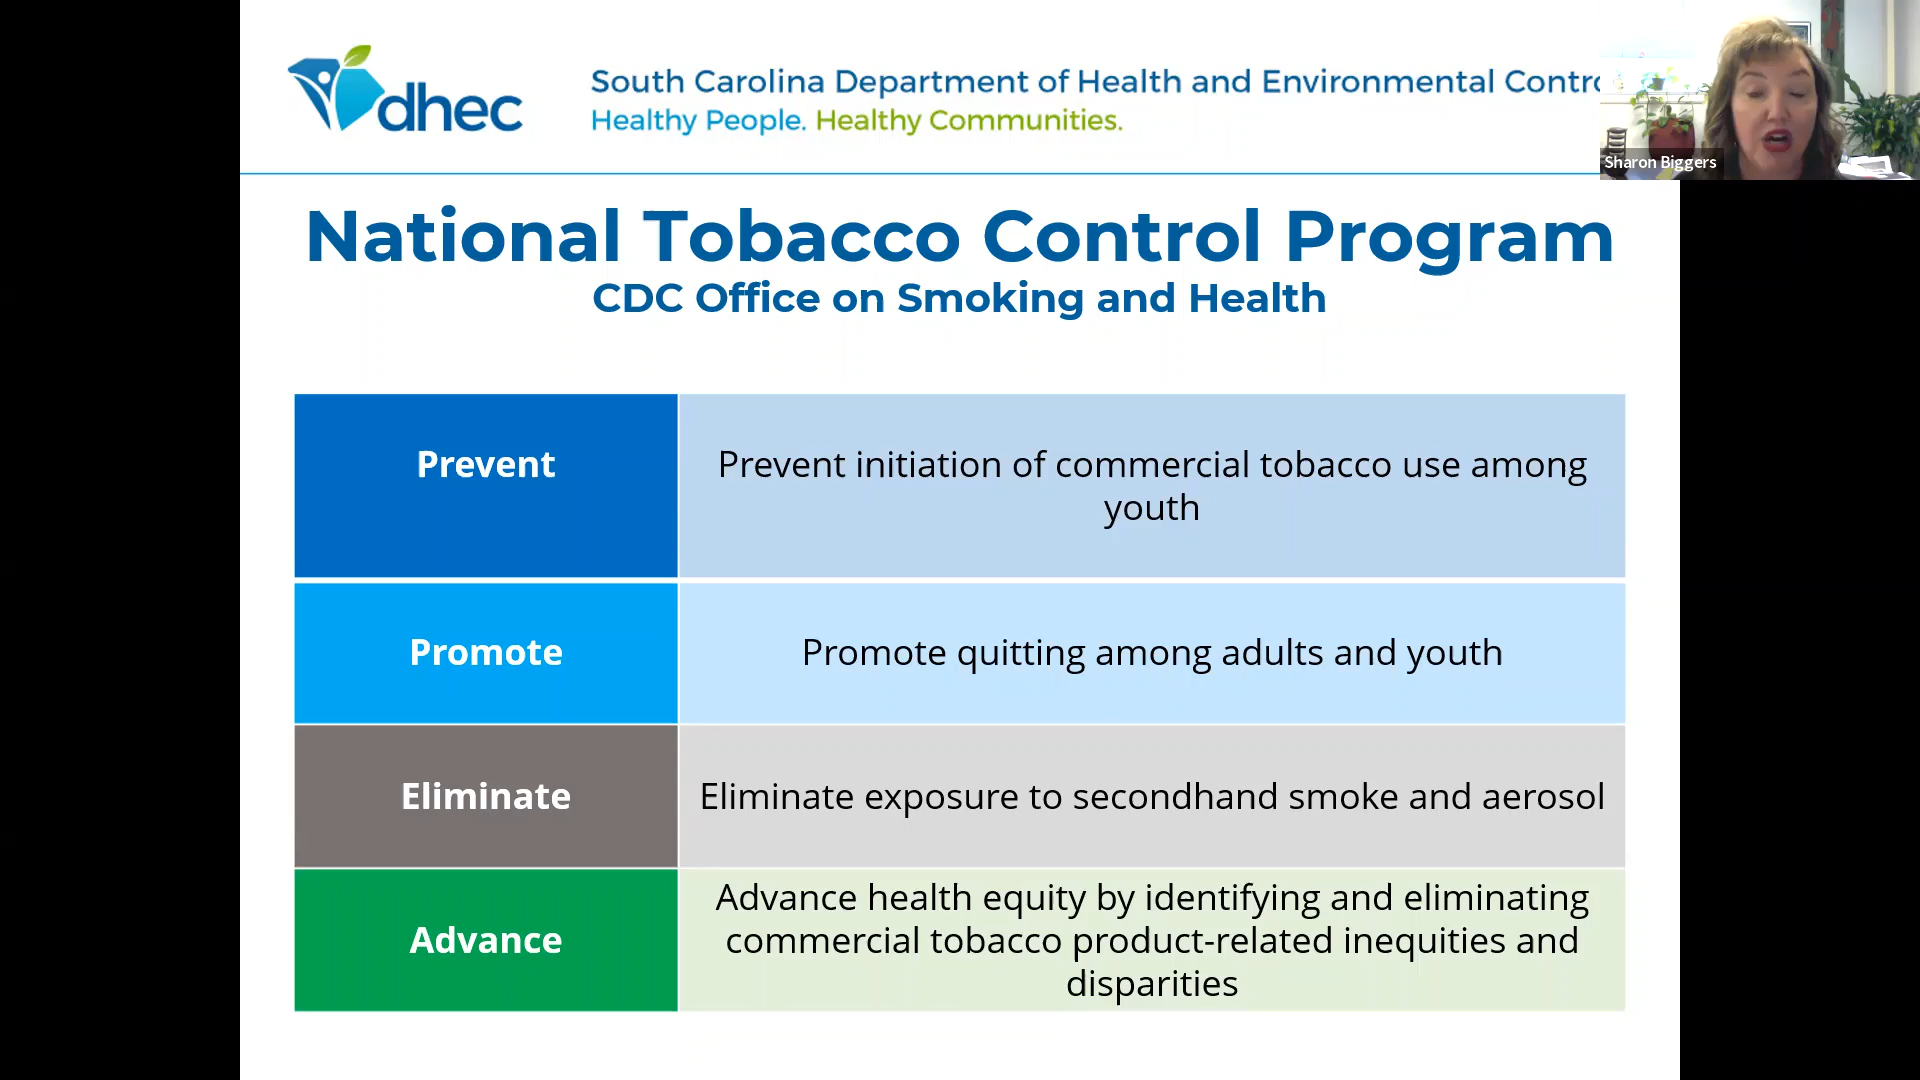 dhec
South Carolina Department of Health and Environmental Contro
Healthy People. Healthy Communities.
Sharon Biggers
National Tobacco Control Program
CDC Office on Smoking and Health
Prevent
Prevent initiation of commercial tobacco use among
youth
Promote
Promote quitting among adults and youth
Eliminate
Eliminate exposure to secondhand smoke and aerosol
Advance
Advance health equity by identifying and eliminating
commercial tobacco product-related inequities and
disparities